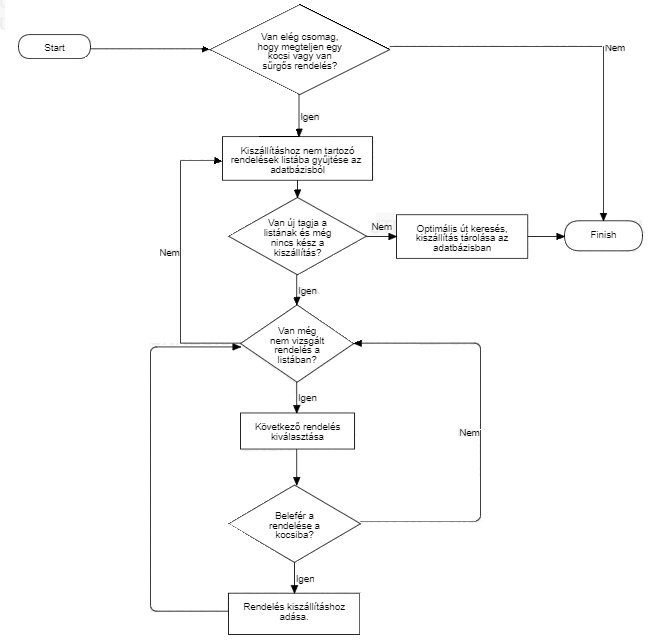 Start
Van elég csomag,
hogy megteljen egy
kocsi vagy van
sürgős rendelés?
Nem
Igen
Kiszállításhoz nem tartozó
rendelések listába gyűjtése az
adatbázisból
Van új tagja a
listának és még
nincs kész a
kiszállítás?
Nem
Optimális út keresés,
kiszállítás tárolása az
adatbázisban
Finish
Nem
Igen
Van még
nem vizsgált
rendelés a
listában?
Igen
Következő rendelés
kiválasztása
Nem
Belefér a
rendelése a
kocsiba?
Igen
Rendelés kiszállításhoz
adása.